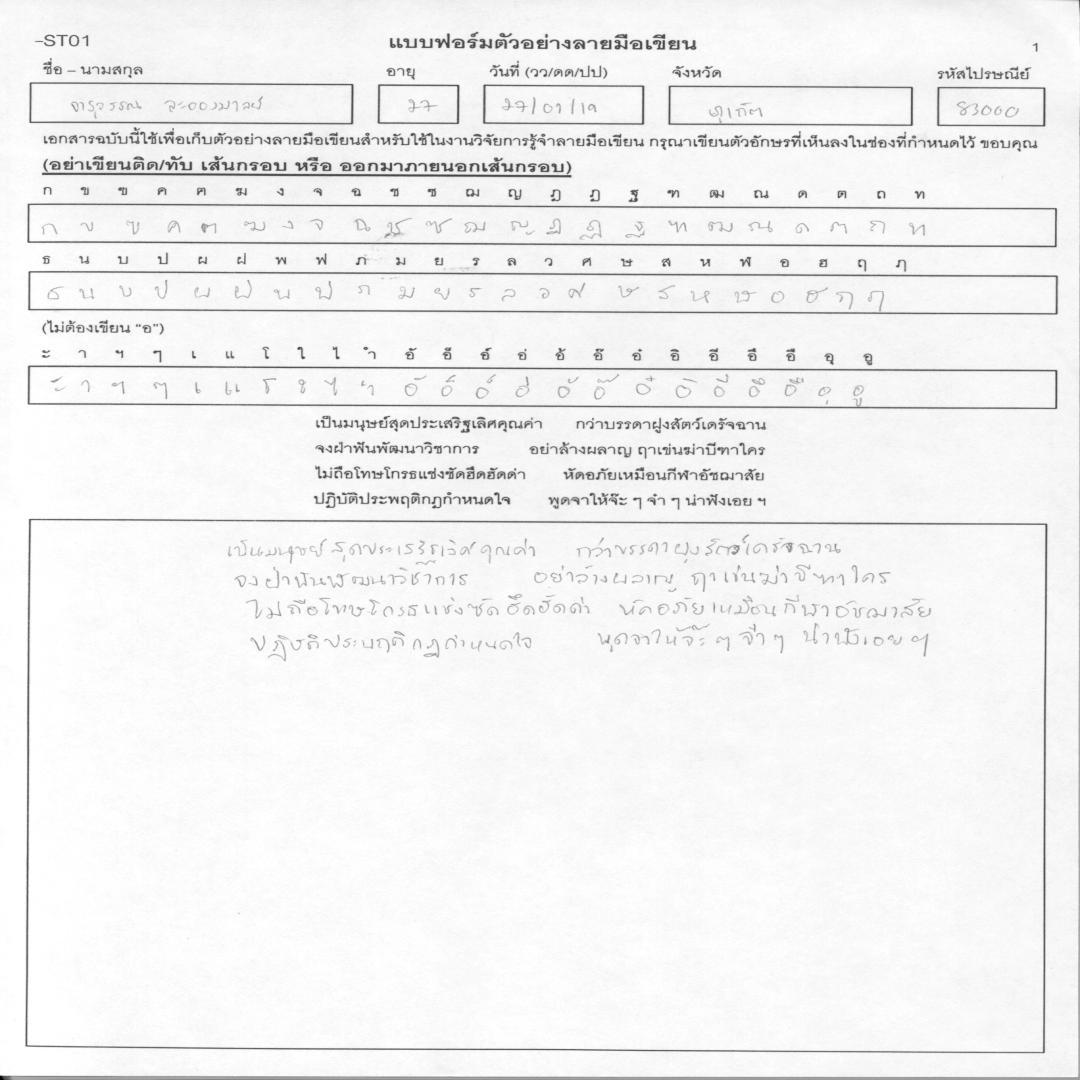 -ST01 แบบฟอร์มตัวอย่างลายมือเขียน 1
ชื่อ – นามสกุล อายุ วันที่ (วว/ดด/ปป) จังหวัด รหัสไปรษณีย์
จารุวรรณ ละอองมาลย์ 27 27/01/19 ภูเก็ต 83000
เอกสารฉบับนี้ใช้เพื่อเก็บตัวอย่างลายมือเขียนสำหรับใช้ในงานวิจัยการรู้จำลายมือเขียน กรุณาเขียนตัวอักษรที่เห็นลงในช่องที่กำหนดไว้ ขอบคุณ
(อย่าเขียนติด/ทับ เส้นกรอบ หรือ ออกมาภายนอกเส้นกรอบ)
ก ข ฃ ค ฅ ฆ ง จ ฉ ช ซ ฌ ญ ฎ ฏ ฐ ฑ ฒ ณ ด ต ถ ท
ก ข ฃ ค ฅ ฆ ง จ ฉ ช ซ ฌ ญ ฎ ฏ ฐ ฑ ฒ ณ ด ต ถ ท
ธ น บ ป ผ ฝ พ ฟ ภ ม ย ร ล ว ศ ษ ส ห ฬ อ ฮ ฤ ฦ
ธ น บ ป ผ ฝ พ ฟ ภ ม ย ร ล ว ศ ษ ส ห ฬ อ ฮ ฤ ฦ
(ไม่ต้องเขียน “อ”)
ะ า ฯ ๆ เ แ โ ใ ไ ำ อั อ็ อ์ อ่ อ้ อ๊ อ๋ อิ อี อึ อื อุ อู
ะ า ฯ ๆ เ แ โ ใ ไ ำ อั อ็ อ์ อ่ อ้ อ๊ อ๋ อิ อี อึ อื อุ อู
เป็นมนุษย์สุดประเสริฐเลิศคุณค่า กว่าบรรดาฝูงสัตว์เดรัจฉาน
จงฝ่าฟันพัฒนาวิชาการ อย่าล้างผลาญ ฤาเข่นฆ่าบีฑาใคร
ไม่ถือโทษโกรธแช่งซัดฮึดฮัดด่า หัดอภัยเหมือนกีฬาอัชฌาสัย
ปฏิบัติประพฤติกฎกำหนดใจ พูดจาให้จ๊ะ ๆ จ๋า ๆ น่าฟังเอย ฯ
เป็นมนุษย์สุดประเสริฐเลิศคุณค่า กว่าบรรดาฝูงสัตว์เดรัจฉาน
จงฝ่าฟันพัฒนาวิชาการ อย่าล้างผลาญ ฤาเข่นฆ่าบีฑาใคร
ไม่ถือโทษโกรธแช่งซัดฮึดฮัดด่า หัดอภัยเหมือนกีฬาอัชฌาสัย
ปฏิบัติประพฤติกฎกำหนดใจ พูดจาให้จ๊ะ ๆ จ๋า ๆ น่าฟังเอย ฯ